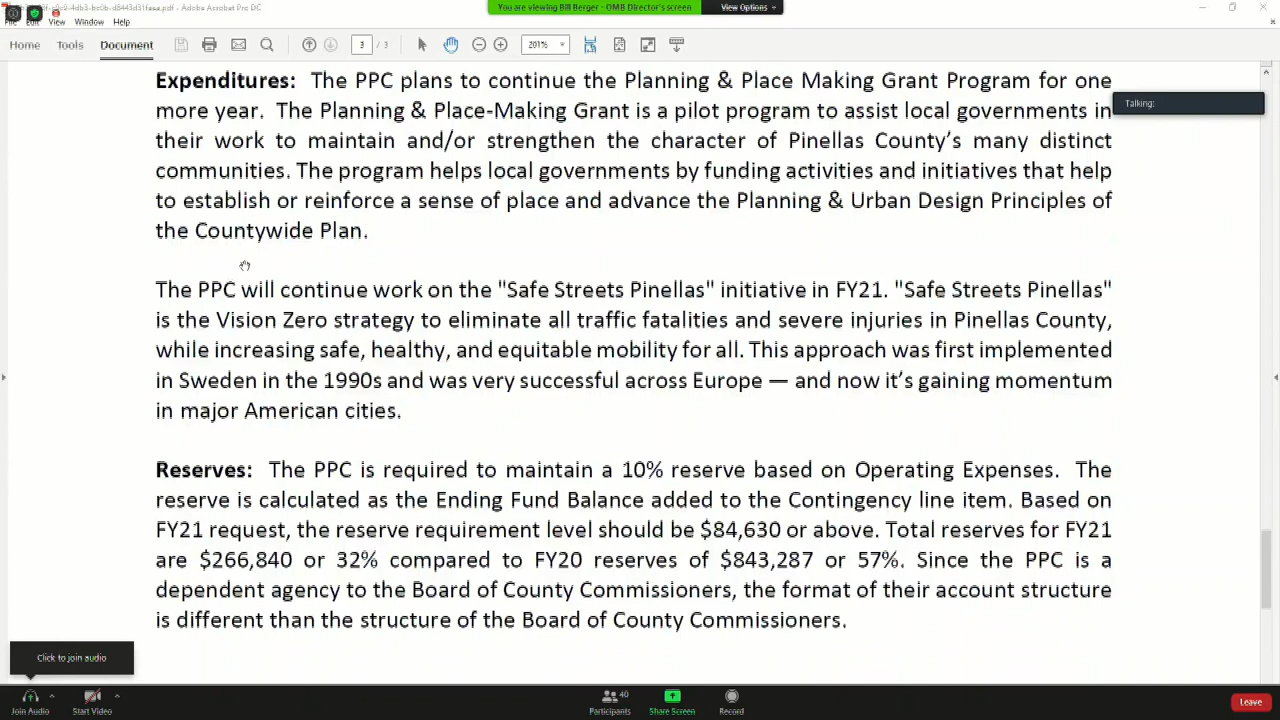 Adobe Acrobat Pro DC
You are viewing Bill Berger - OMB Director's screen
View Options
File Edit View Window Help
Home Tools Document
3 / 3
201%
Talking:
Expenditures: The PPC plans to continue the Planning & Place Making Grant Program for one
more year. The Planning & Place-Making Grant is a pilot program to assist local governments in
their work to maintain and/or strengthen the character of Pinellas County’s many distinct
communities. The program helps local governments by funding activities and initiatives that help
to establish or reinforce a sense of place and advance the Planning & Urban Design Principles of
the Countywide Plan.
The PPC will continue work on the "Safe Streets Pinellas" initiative in FY21. "Safe Streets Pinellas"
is the Vision Zero strategy to eliminate all traffic fatalities and severe injuries in Pinellas County,
while increasing safe, healthy, and equitable mobility for all. This approach was first implemented
in Sweden in the 1990s and was very successful across Europe — and now it’s gaining momentum
in major American cities.
Reserves: The PPC is required to maintain a 10% reserve based on Operating Expenses. The
reserve is calculated as the Ending Fund Balance added to the Contingency line item. Based on
FY21 request, the reserve requirement level should be $84,630 or above. Total reserves for FY21
are $266,840 or 32% compared to FY20 reserves of $843,287 or 57%. Since the PPC is a
dependent agency to the Board of County Commissioners, the format of their account structure
is different than the structure of the Board of County Commissioners.
Click to join audio
40
Join Audio Start Video Participants Share Screen Record Leave